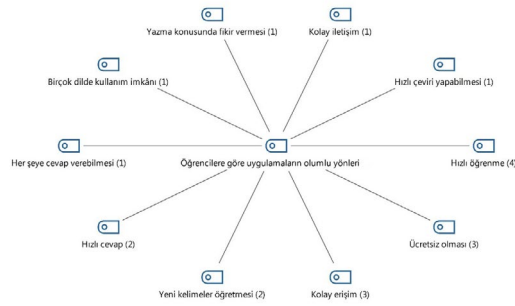 Yazma konusunda fikir vermesi (1)
Kolay iletişim (1)
Birçok dilde kullanım imkânı (1)
Hızlı çeviri yapabilmesi (1)
Her şeye cevap verebilmesi (1)
Öğrencilere göre uygulamaların olumlu yönleri
Hızlı öğrenme (4)
Hızlı cevap (2)
Ücretsiz olması (3)
Yeni kelimeler öğretmesi (2)
Kolay erişim (3)